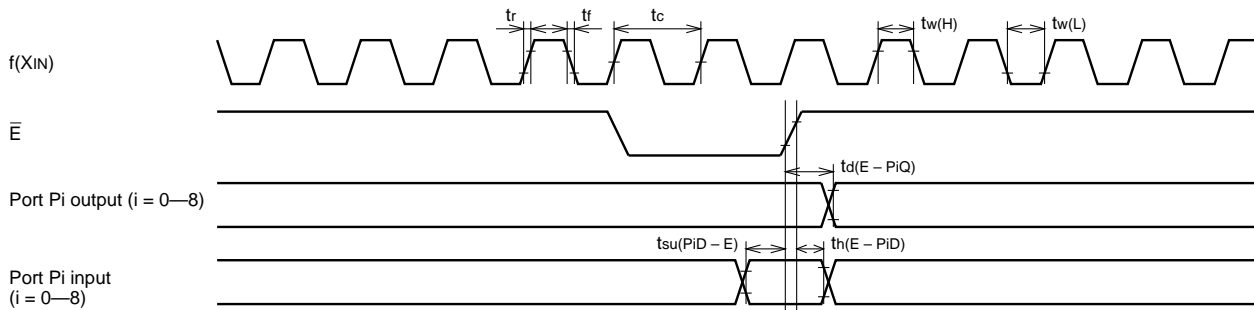 tr
tf
tc
tw(H)
tw(L)
f(XIN)
E̅
td(E – PiQ)
Port Pi output (i = 0—8)
tsu(PiD – E)
th(E – PiD)
Port Pi input
(i = 0—8)